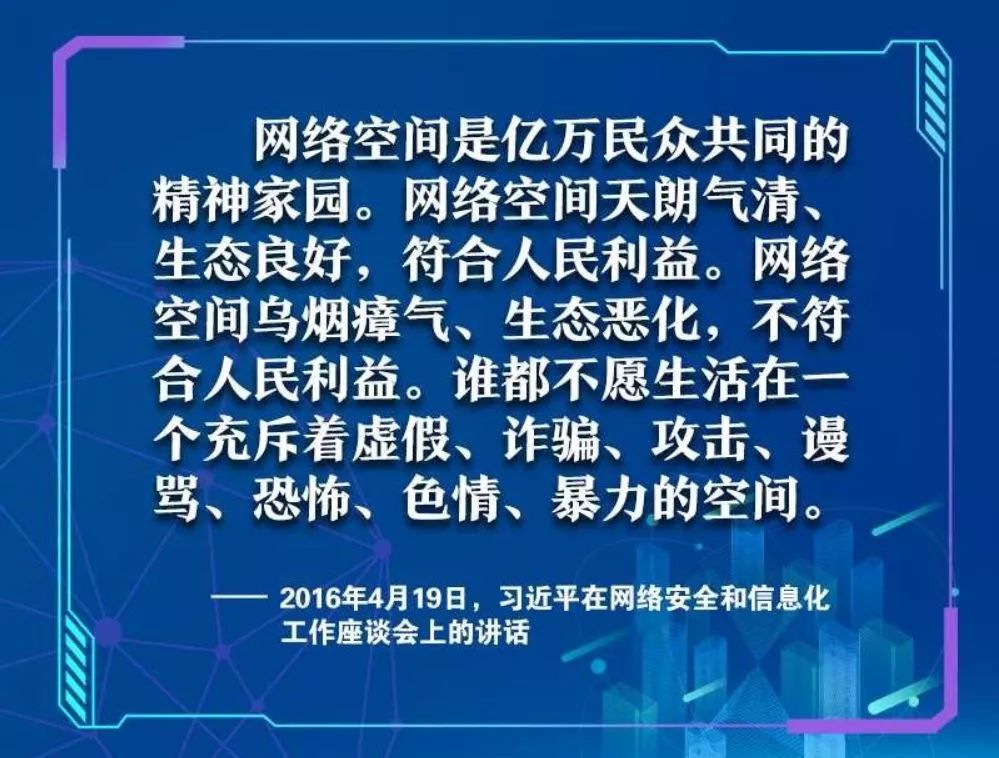 网络空间是亿万民众共同的
精神家园。网络空间天朗气清、
生态良好，符合人民利益。网络
空间乌烟瘴气、生态恶化，不符
合人民利益。谁都不愿生活在一
个充斥着虚假、诈骗、攻击、谩
骂、恐怖、色情、暴力的空间。
—— 2016年4月19日，习近平在网络安全和信息化
工作座谈会上的讲话